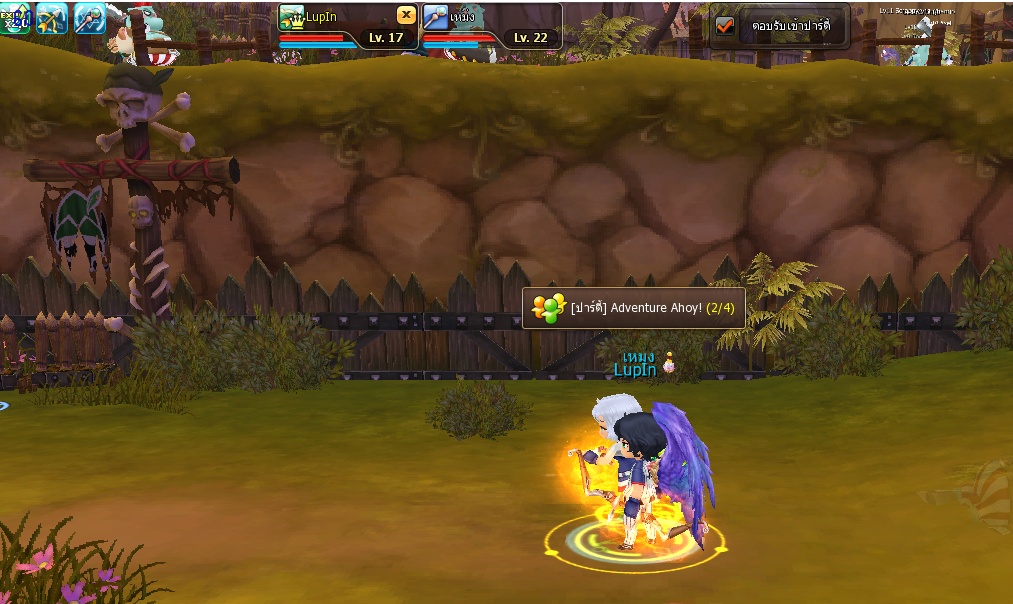 LupIn
Lv. 17
เหมง
Lv. 22
ตอบรับเข้าปาร์ตี้
[ปาร์ตี้] Adventure Ahoy! (2/4)
เหมง
LupIn